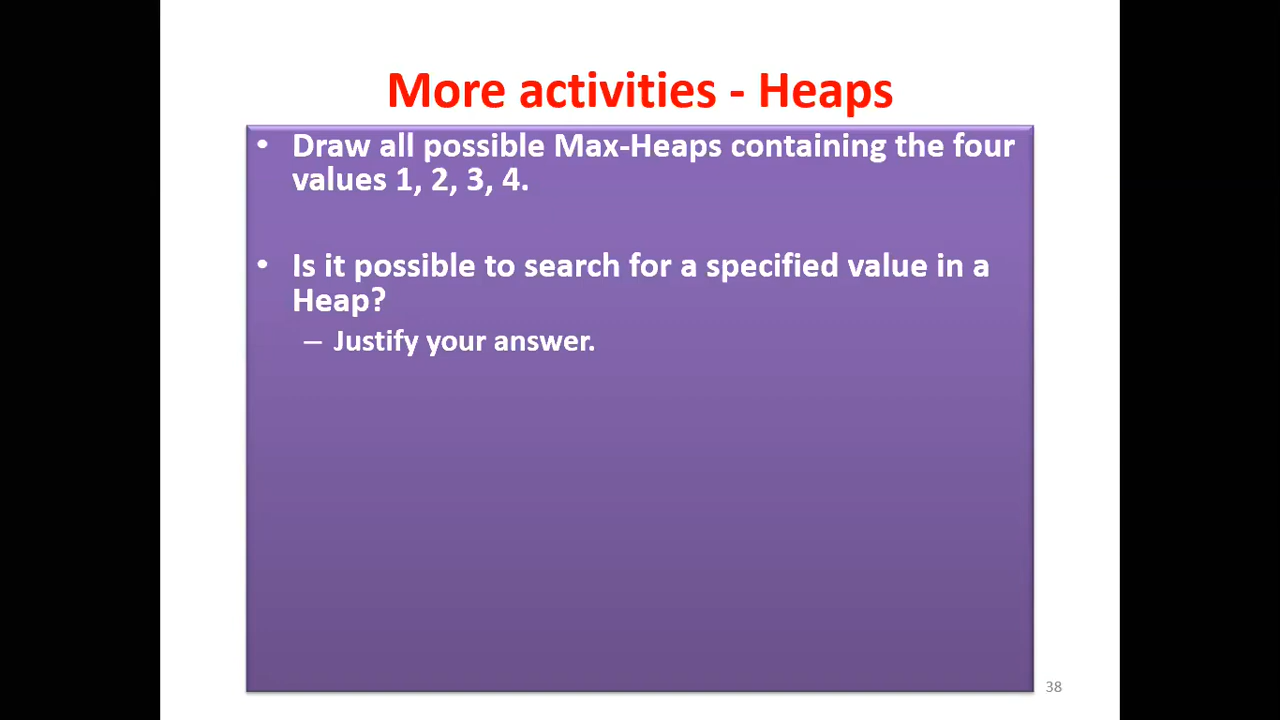 More activities - Heaps
• Draw all possible Max-Heaps containing the four
values 1, 2, 3, 4.
• Is it possible to search for a specified value in a
Heap?
– Justify your answer.
38